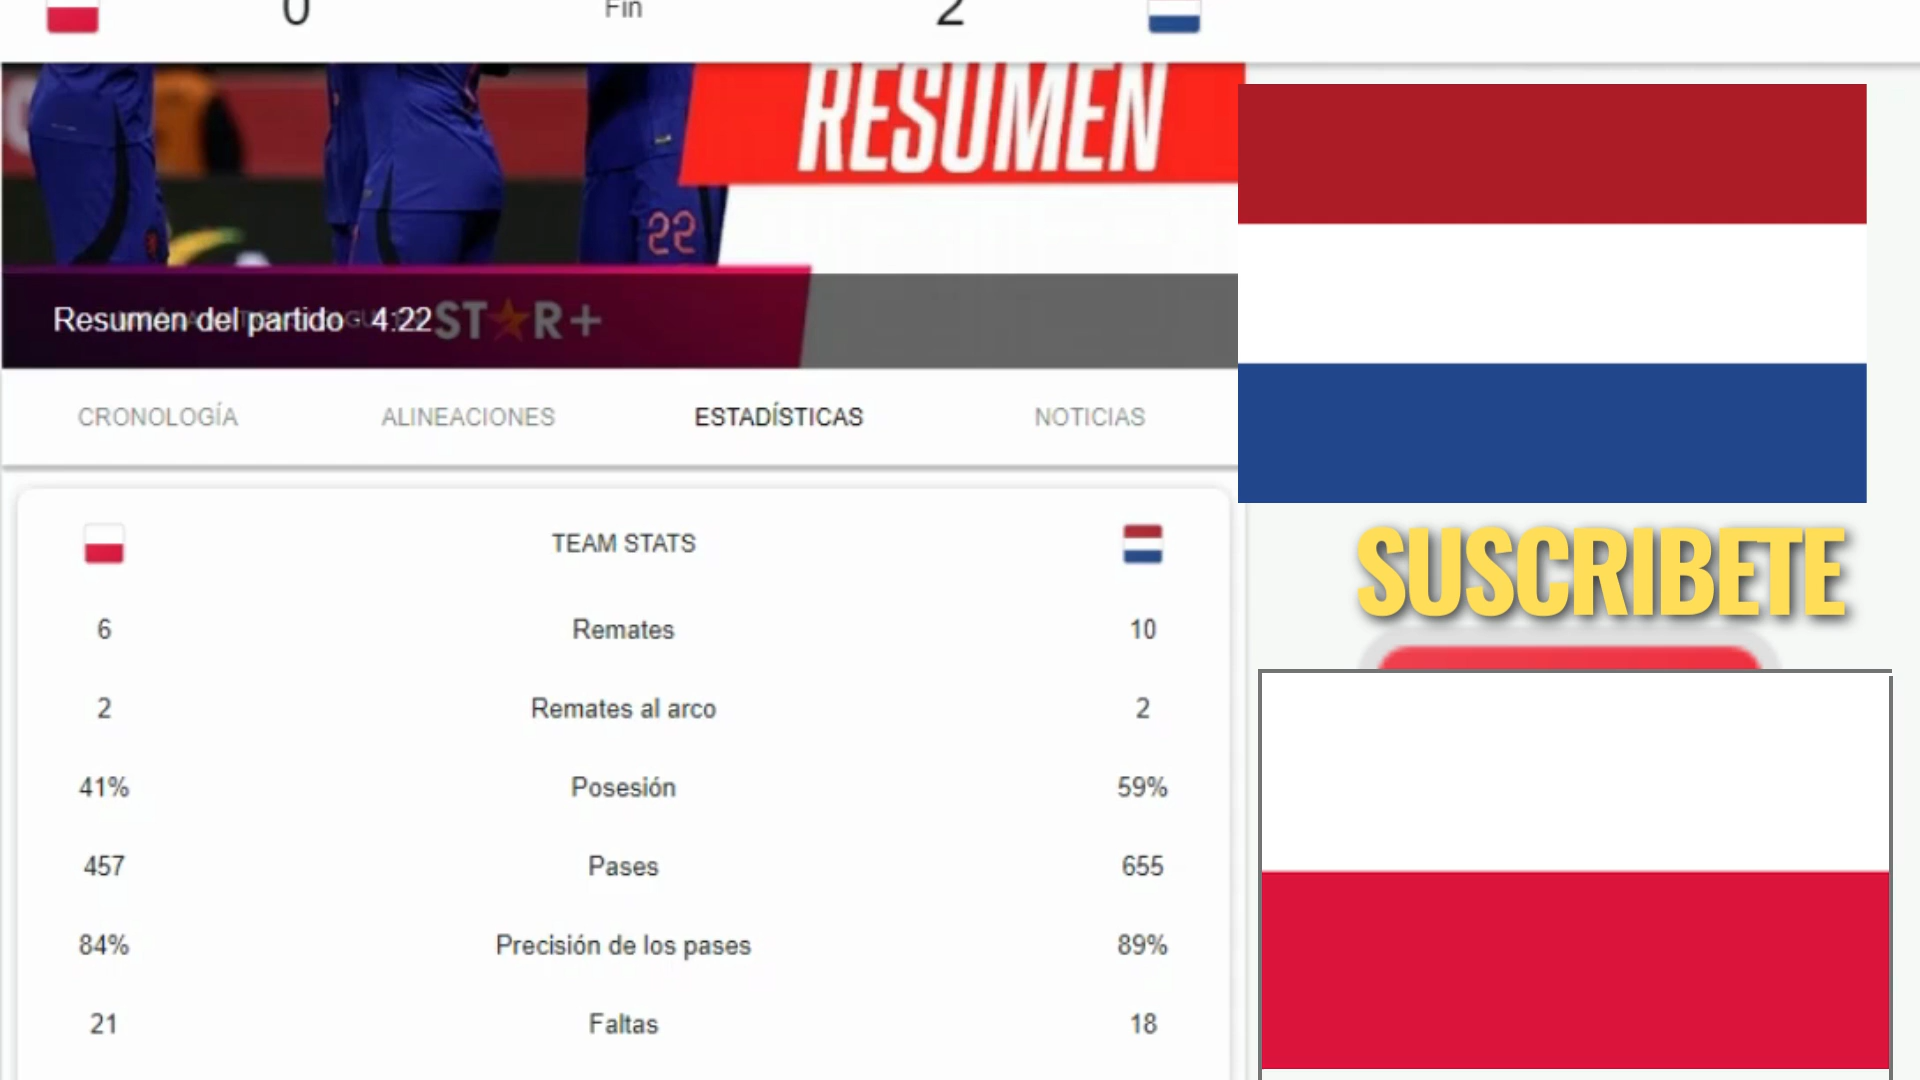 0 Fin 2
RESUMEN
22
Resumen del partido - 4:22
ST★R+
CRONOLOGÍA ALINEACIONES ESTADÍSTICAS NOTICIAS
TEAM STATS
6 Remates 10
2 Remates al arco 2
41% Posesión 59%
457 Pases 655
84% Precisión de los pases 89%
21 Faltas 18
SUSCRIBETE